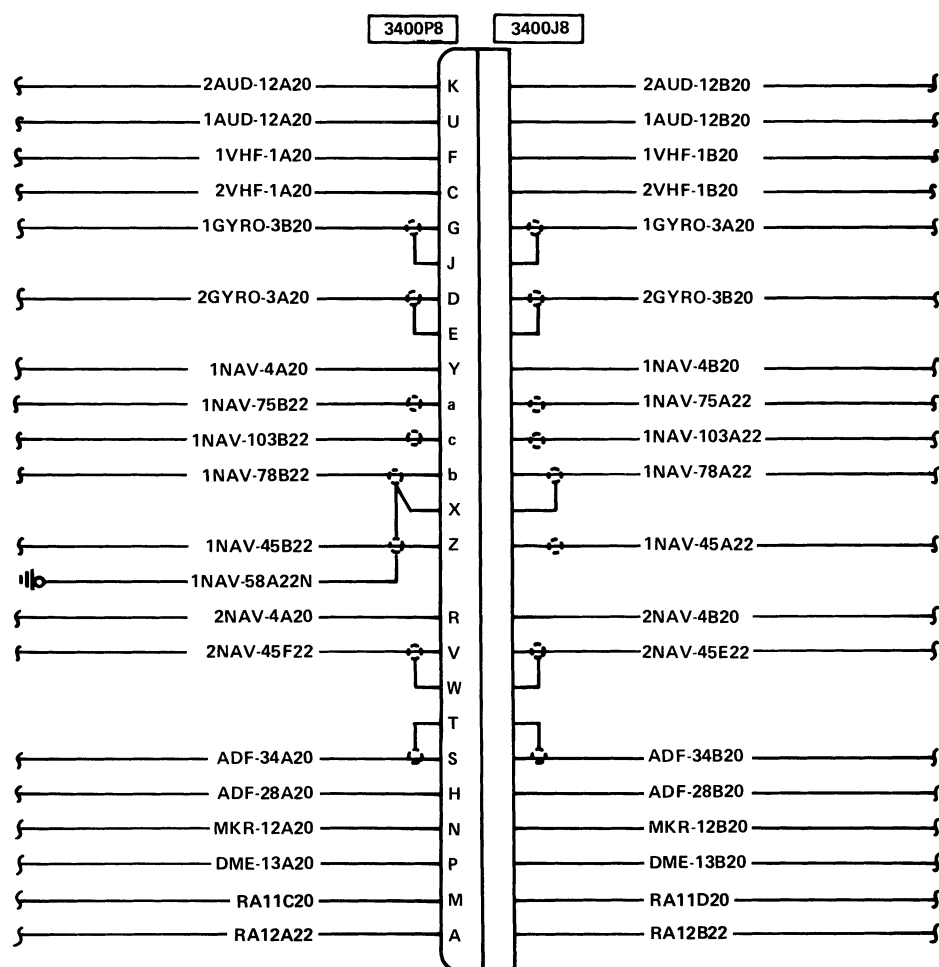 3400P8 3400J8
2AUD-12A20 K 2AUD-12B20
1AUD-12A20 U 1AUD-12B20
1VHF-1A20 F 1VHF-1B20
2VHF-1A20 C 2VHF-1B20
1GYRO-3B20 G 1GYRO-3A20
J
2GYRO-3A20 D 2GYRO-3B20
E
1NAV-4A20 Y 1NAV-4B20
1NAV-75B22 a 1NAV-75A22
1NAV-103B22 c 1NAV-103A22
1NAV-78B22 b 1NAV-78A22
X
1NAV-45B22 Z 1NAV-45A22
1NAV-58A22N
2NAV-4A20 R 2NAV-4B20
2NAV-45F22 V 2NAV-45E22
W
T
ADF-34A20 S ADF-34B20
ADF-28A20 H ADF-28B20
MKR-12A20 N MKR-12B20
DME-13A20 P DME-13B20
RA11C20 M RA11D20
RA12A22 A RA12B22